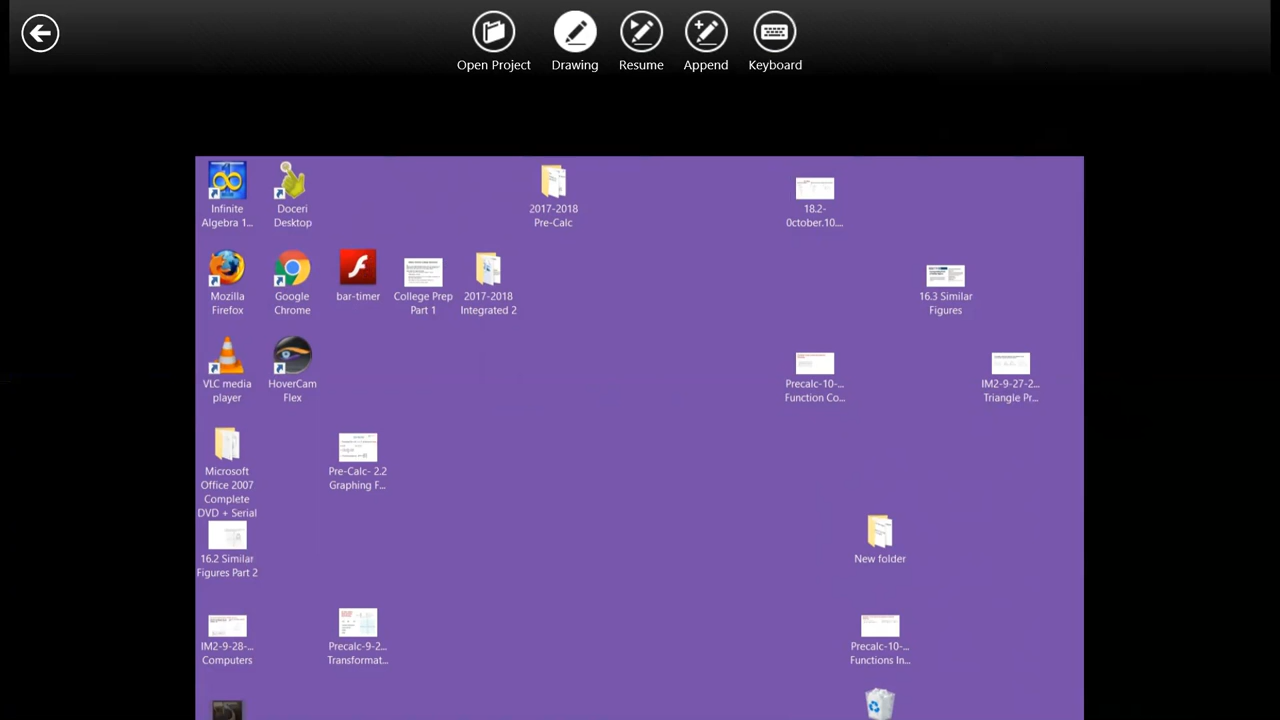 Open Project
Drawing
Resume
Append
Keyboard
Infinite
Algebra 1...
Doceri
Desktop
2017-2018
Pre-Calc
18.2-
0ctober.10....
Mozilla
Firefox
Google
Chrome
bar-timer
College Prep
Part 1
2017-2018
Integrated 2
16.3 Similar
Figures
VLC media
player
HoverCam
Flex
Precalc-10-...
Function Co...
IM2-9-27-2...
Triangle Pr...
Microsoft
Office 2007
Complete
DVD + Serial
Pre-Calc- 2.2
Graphing F...
16.2 Similar
Figures Part 2
New folder
IM2-9-28-...
Computers
Precalc-9-2...
Transformat...
Precalc-10-...
Functions In...